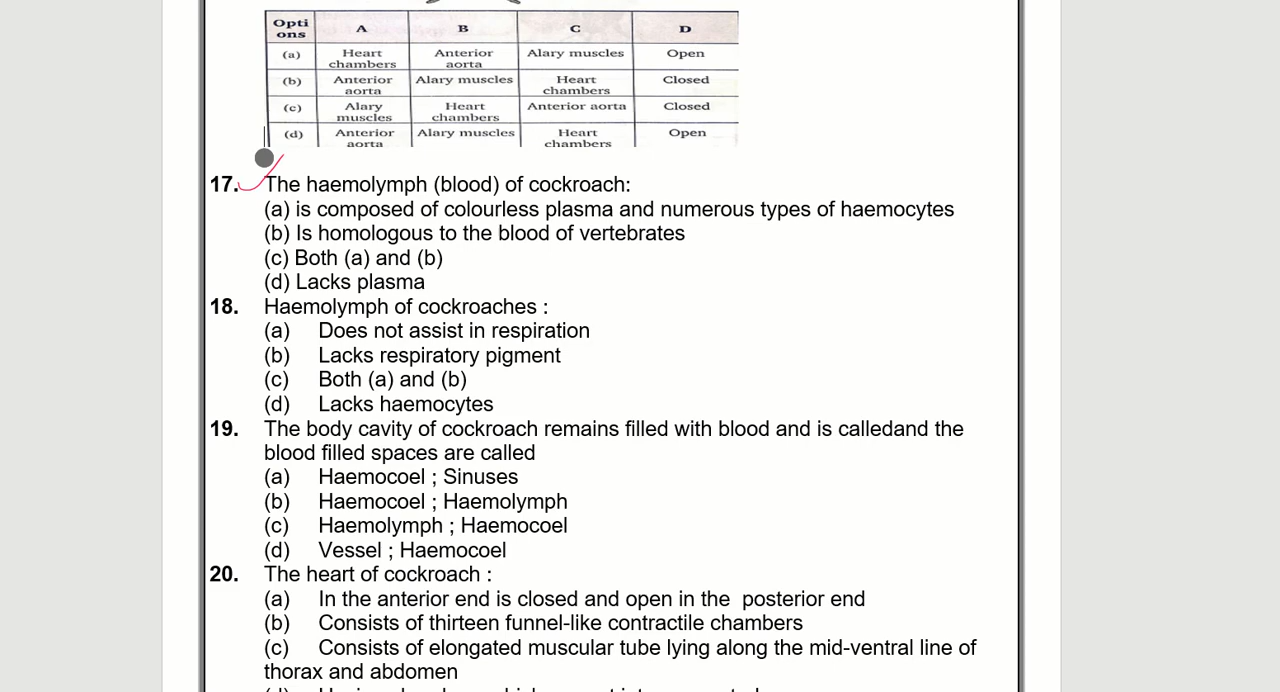 Opti
ons A B C D
(a) Heart
chambers Anterior
aorta Alary muscles Open
(b) Anterior
aorta Alary muscles Heart
chambers Closed
(c) Alary
muscles Heart
chambers Anterior aorta Closed
(d) Anterior
aorta Alary muscles Heart
chambers Open
17. The haemolymph (blood) of cockroach:
(a) is composed of colourless plasma and numerous types of haemocytes
(b) Is homologous to the blood of vertebrates
(c) Both (a) and (b)
(d) Lacks plasma
18. Haemolymph of cockroaches :
(a) Does not assist in respiration
(b) Lacks respiratory pigment
(c) Both (a) and (b)
(d) Lacks haemocytes
19. The body cavity of cockroach remains filled with blood and is calledand the
blood filled spaces are called
(a) Haemocoel ; Sinuses
(b) Haemocoel ; Haemolymph
(c) Haemolymph ; Haemocoel
(d) Vessel ; Haemocoel
20. The heart of cockroach :
(a) In the anterior end is closed and open in the posterior end
(b) Consists of thirteen funnel-like contractile chambers
(c) Consists of elongated muscular tube lying along the mid-ventral line of
thorax and abdomen